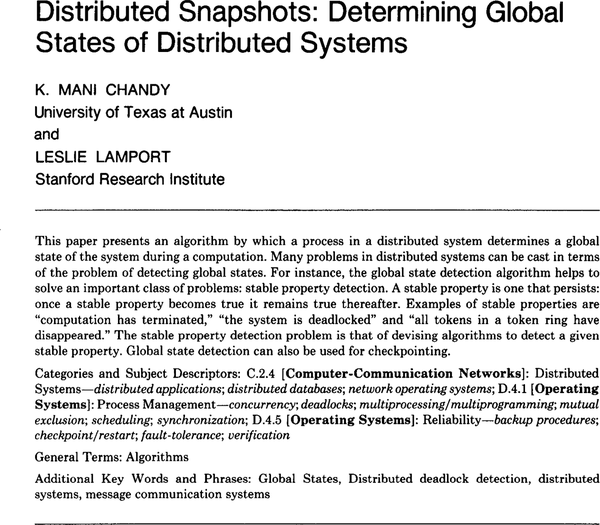 Distributed Snapshots: Determining Global
States of Distributed Systems
K. MANI CHANDY
University of Texas at Austin
and
LESLIE LAMPORT
Stanford Research Institute
This paper presents an algorithm by which a process in a distributed system determines a global
state of the system during a computation. Many problems in distributed systems can be cast in terms
of the problem of detecting global states. For instance, the global state detection algorithm helps to
solve an important class of problems: stable property detection. A stable property is one that persists:
once a stable property becomes true it remains true thereafter. Examples of stable properties are
“computation has terminated,” “the system is deadlocked” and “all tokens in a token ring have
disappeared.” The stable property detection problem is that of devising algorithms to detect a given
stable property. Global state detection can also be used for checkpointing.
Categories and Subject Descriptors: C.2.4 [Computer-Communication Networks]: Distributed
Systems—distributed applications; distributed databases; network operating systems; D.4.1 [Operating
Systems]: Process Management—concurrency; deadlocks; multiprocessing/multiprogramming; mutual
exclusion; scheduling; synchronization; D.4.5 [Operating Systems]: Reliability—backup procedures;
checkpoint/restart; fault-tolerance; verification
General Terms: Algorithms
Additional Key Words and Phrases: Global States, Distributed deadlock detection, distributed
systems, message communication systems